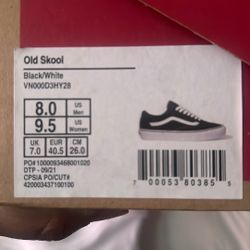 Old Skool
Black/White
VN000D3HY28
8.0 US Men
9.5 US Women
UK EUR CM
7.0 40.5 26.0
PO#1000093468001020
DTP - 09/21
CPSIA PO/CUT#
420003437100100
7 00053 80385 5